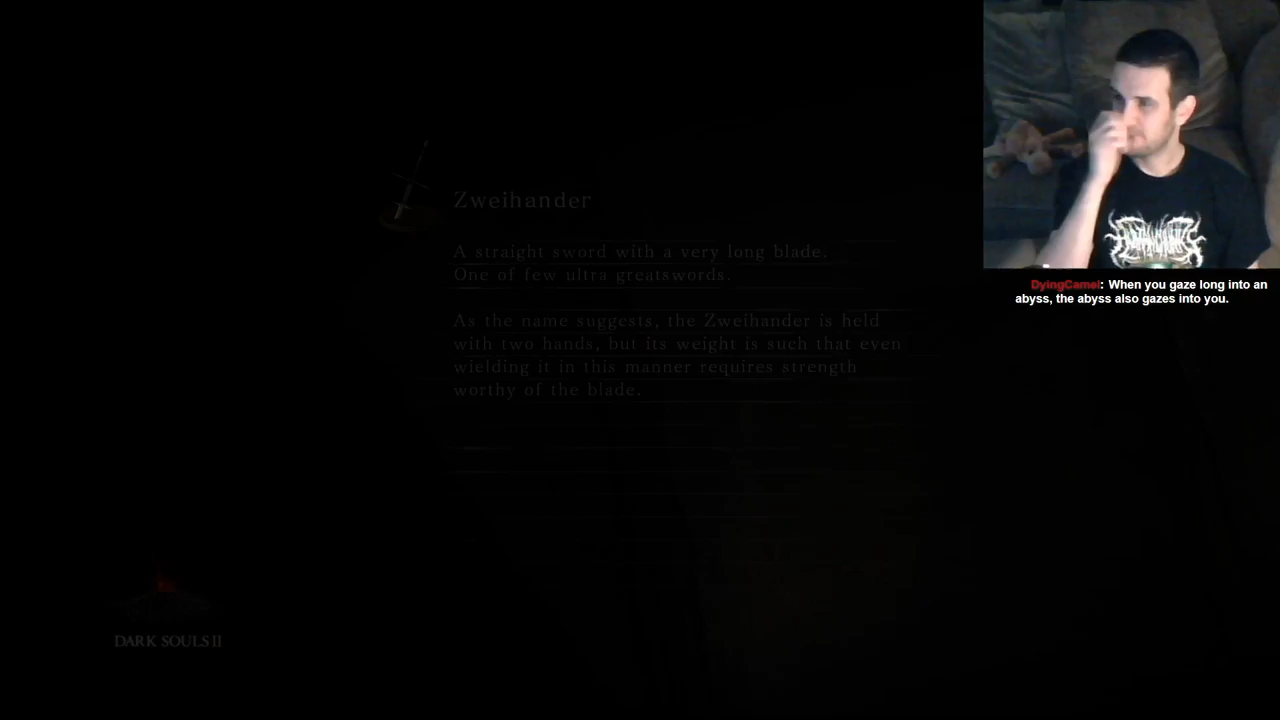 Zweihander
A straight sword with a very long blade.
One of few ultra greatswords.
As the name suggests, the Zweihander is held
with two hands, but its weight is such that even
wielding it in this manner requires strength
worthy of the blade.
DARK SOULS II
DyingCamel: When you gaze long into an
abyss, the abyss also gazes into you.